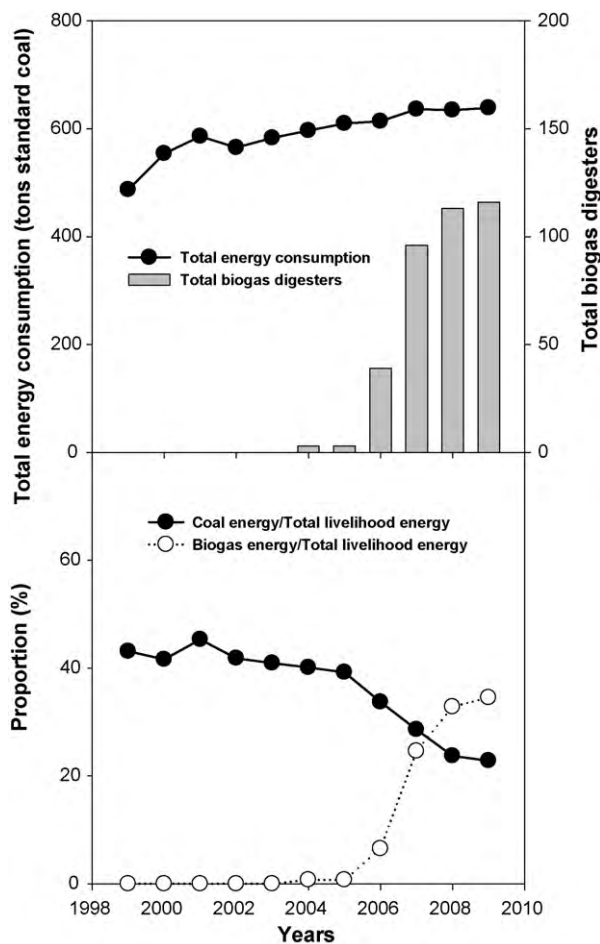 Total energy consumption (tons standard coal)
800
600
400
200
0
200
150
100
50
0
Total biogas digesters
Total energy consumption
Total biogas digesters
Proportion (%)
60
40
20
0
Coal energy/Total livelihood energy
Biogas energy/Total livelihood energy
1998 2000 2002 2004 2006 2008 2010
Years